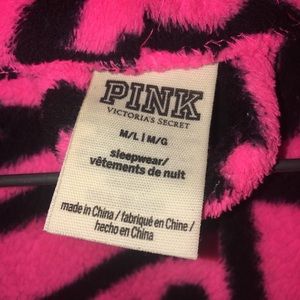 PINK
VICTORIA'S SECRET
M/L | M/G
sleepwear/
vêtements de nuit
made in China / fabriqué en Chine /
hecho en China